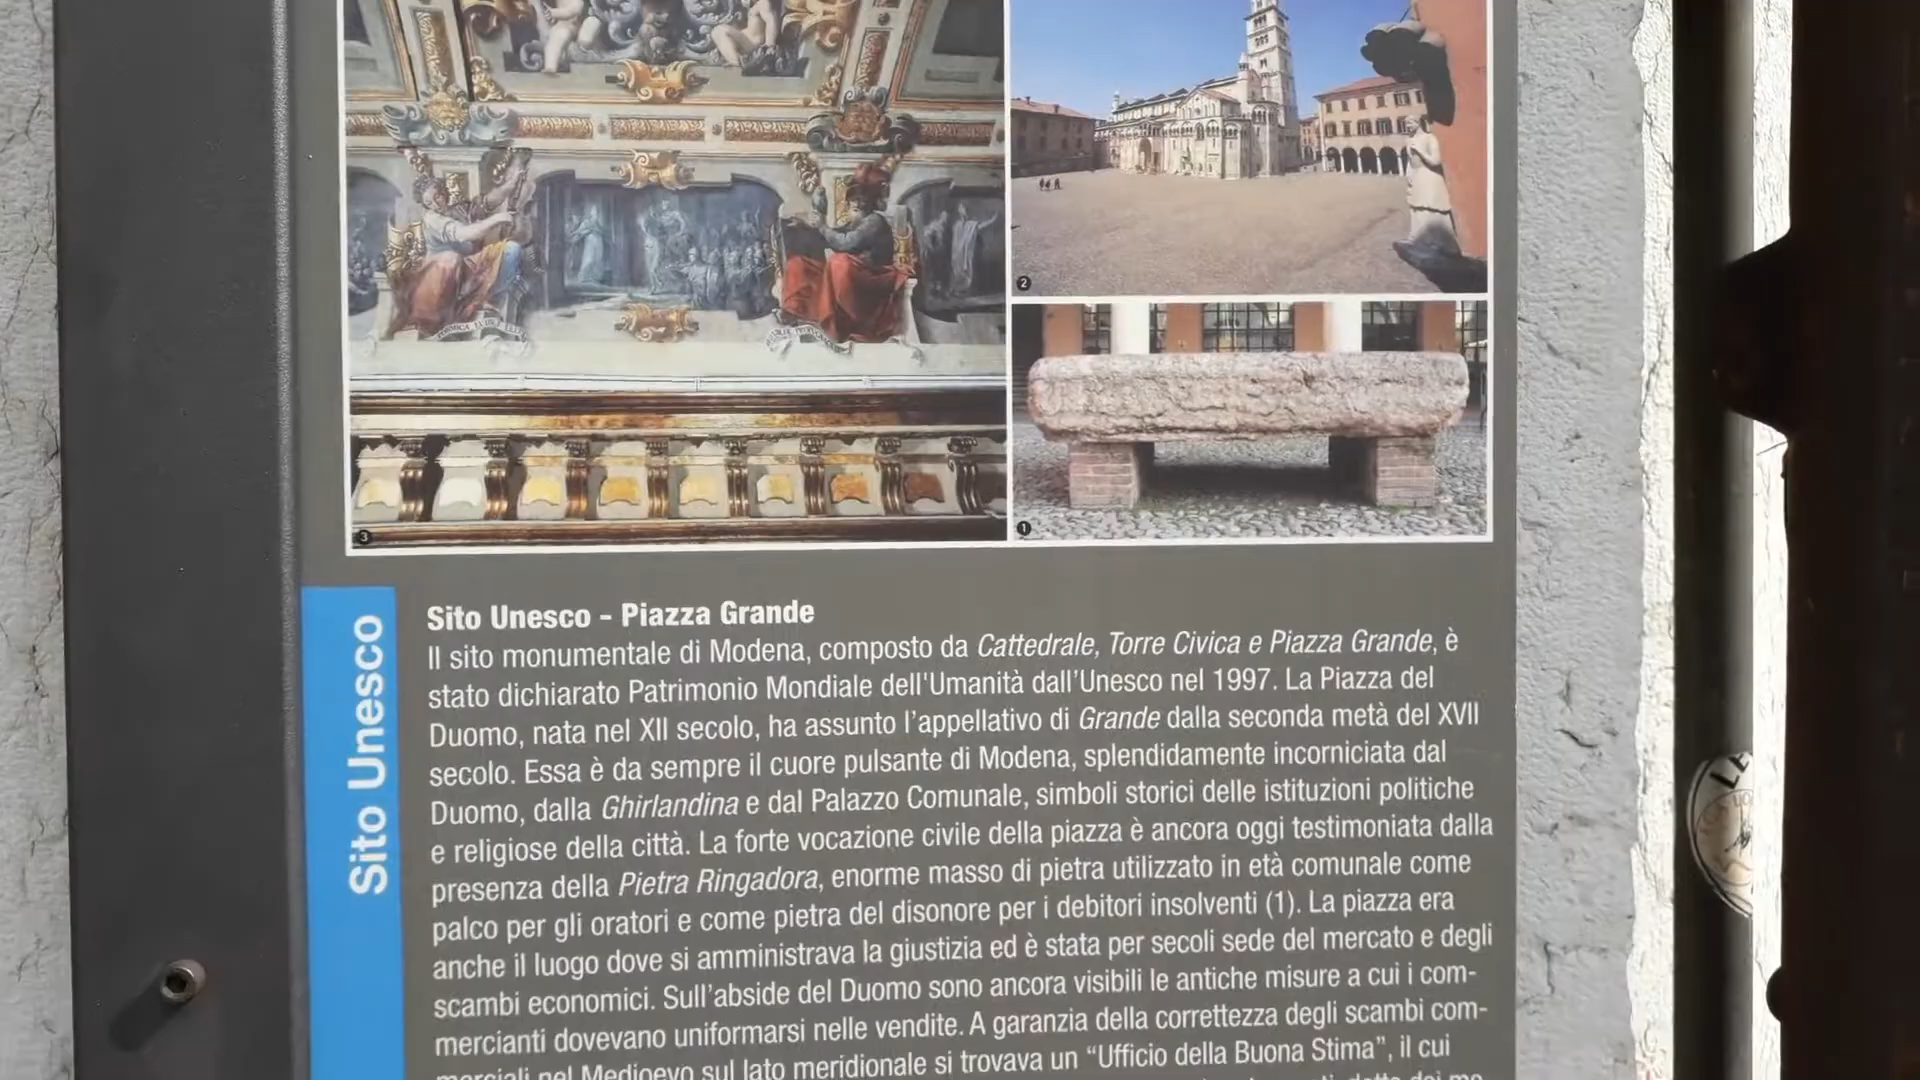 2
1
3
Sito Unesco
Sito Unesco - Piazza Grande
Il sito monumentale di Modena, composto da Cattedrale, Torre Civica e Piazza Grande, è
stato dichiarato Patrimonio Mondiale dell'Umanità dall'Unesco nel 1997. La Piazza del
Duomo, nata nel XII secolo, ha assunto l'appellativo di Grande dalla seconda metà del XVII
secolo. Essa è da sempre il cuore pulsante di Modena, splendidamente incorniciata dal
Duomo, dalla Ghirlandina e dal Palazzo Comunale, simboli storici delle istituzioni politiche
e religiose della città. La forte vocazione civile della piazza è ancora oggi testimoniata dalla
presenza della Pietra Ringadora, enorme masso di pietra utilizzato in età comunale come
palco per gli oratori e come pietra del disonore per i debitori insolventi (1). La piazza era
anche il luogo dove si amministrava la giustizia ed è stata per secoli sede del mercato e degli
scambi economici. Sull'abside del Duomo sono ancora visibili le antiche misure a cui i com-
mercianti dovevano uniformarsi nelle vendite. A garanzia della correttezza degli scambi com-
merciali nel Medioevo sul lato meridionale si trovava un “Ufficio della Buona Stima”, il cui